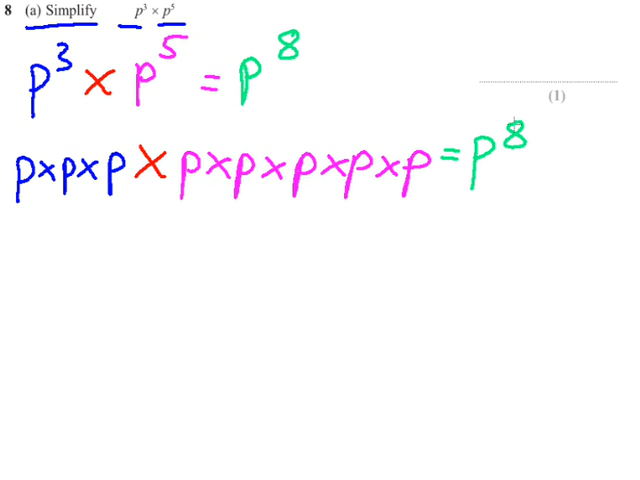 8 (a) Simplify p³ × p⁵
p³ × p⁵ = p⁸
(1)
p×p×p × p×p×p×p×p = p⁸